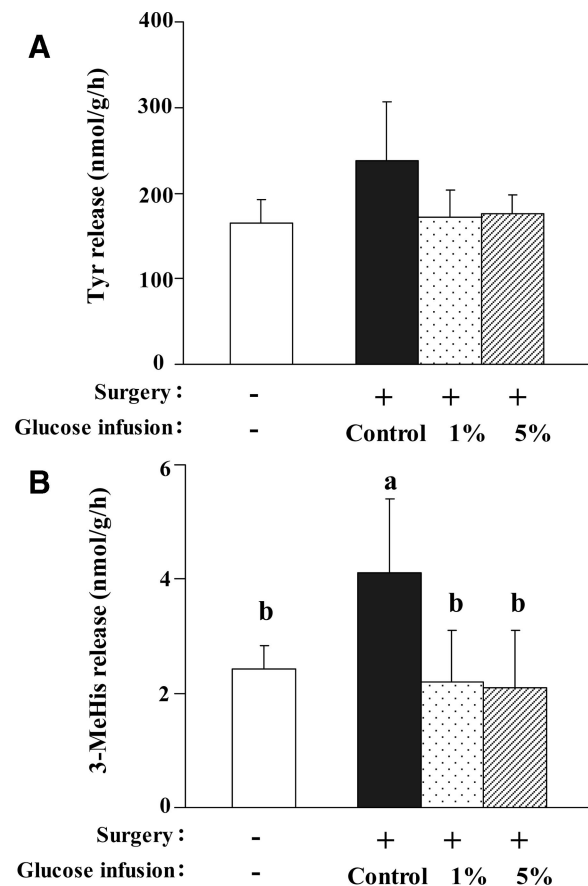 A
Tyr release (nmol/g/h)
400
300
200
100
0
Surgery: - + + +
Glucose infusion: - Control 1% 5%
B
3-MeHis release (nmol/g/h)
6
4
2
0
b a b b
Surgery: - + + +
Glucose infusion: - Control 1% 5%